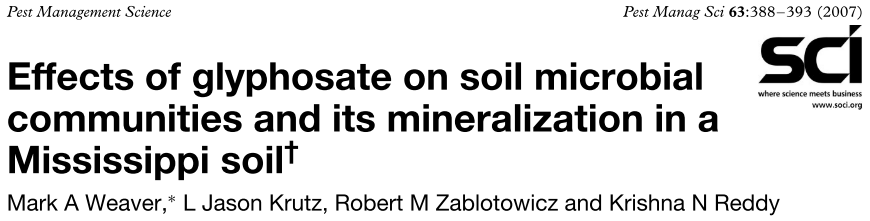 Pest Management Science
Pest Manag Sci 63:388–393 (2007)
SCI
where science meets business
www.soci.org
Effects of glyphosate on soil microbial
communities and its mineralization in a
Mississippi soil†
Mark A Weaver,* L Jason Krutz, Robert M Zablotowicz and Krishna N Reddy